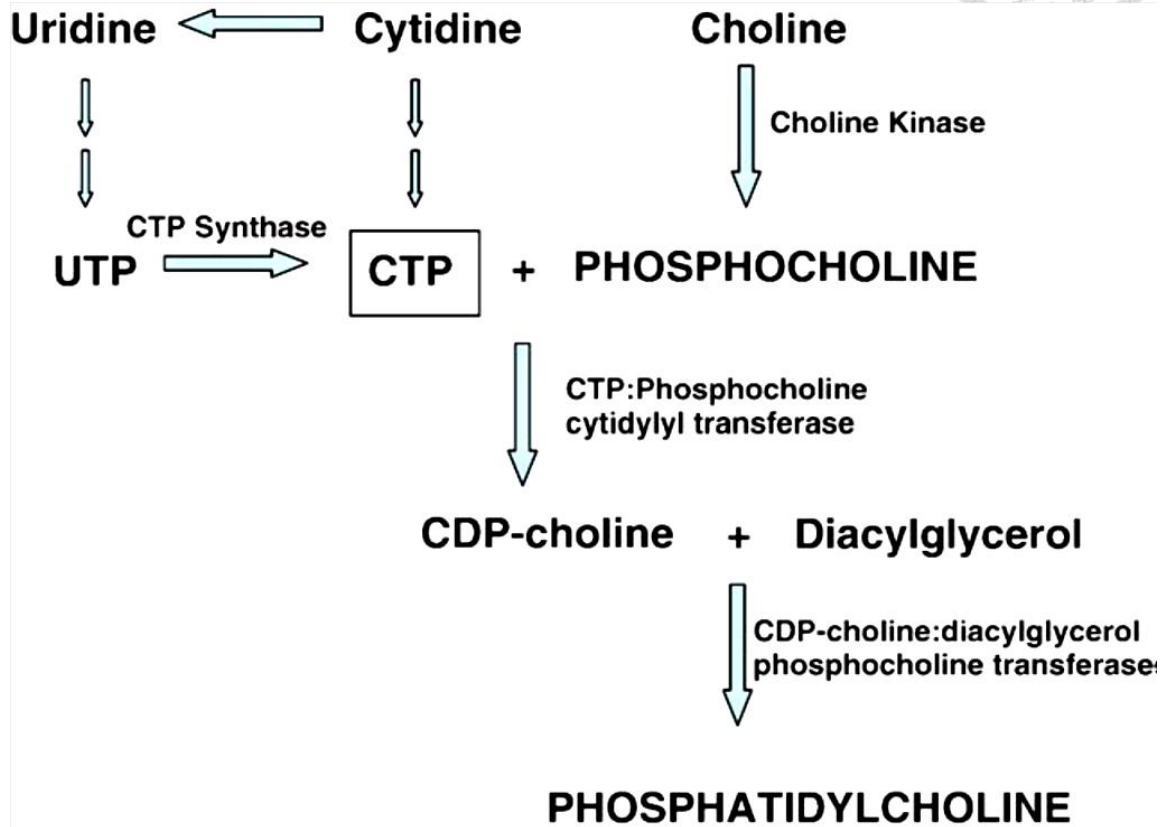 Uridine Cytidine Choline
Choline Kinase
CTP Synthase
UTP CTP + PHOSPHOCHOLINE
CTP:Phosphocholine
cytidylyl transferase
CDP-choline + Diacylglycerol
CDP-choline:diacylglycerol
phosphocholine transferases
PHOSPHATIDYLCHOLINE